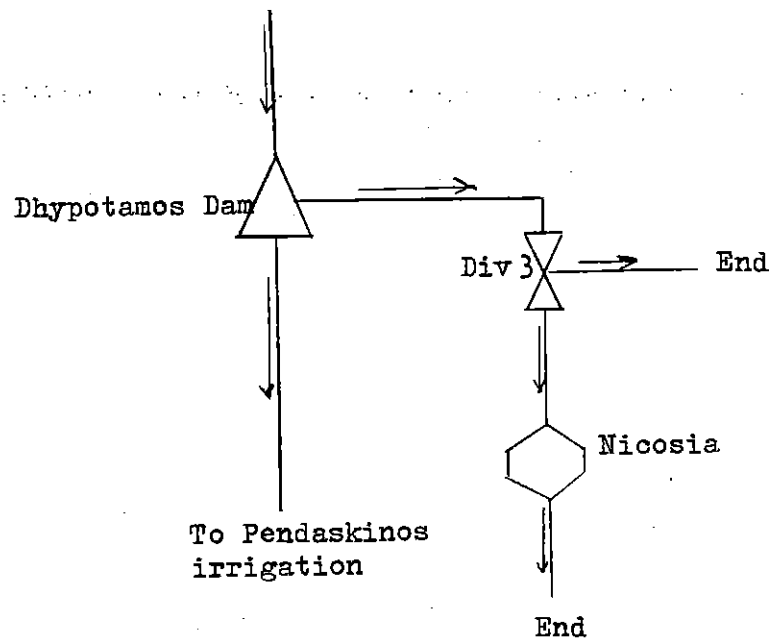 Dhypotamos Dam
Div 3
End
Nicosia
To Pendaskinos
irrigation
End